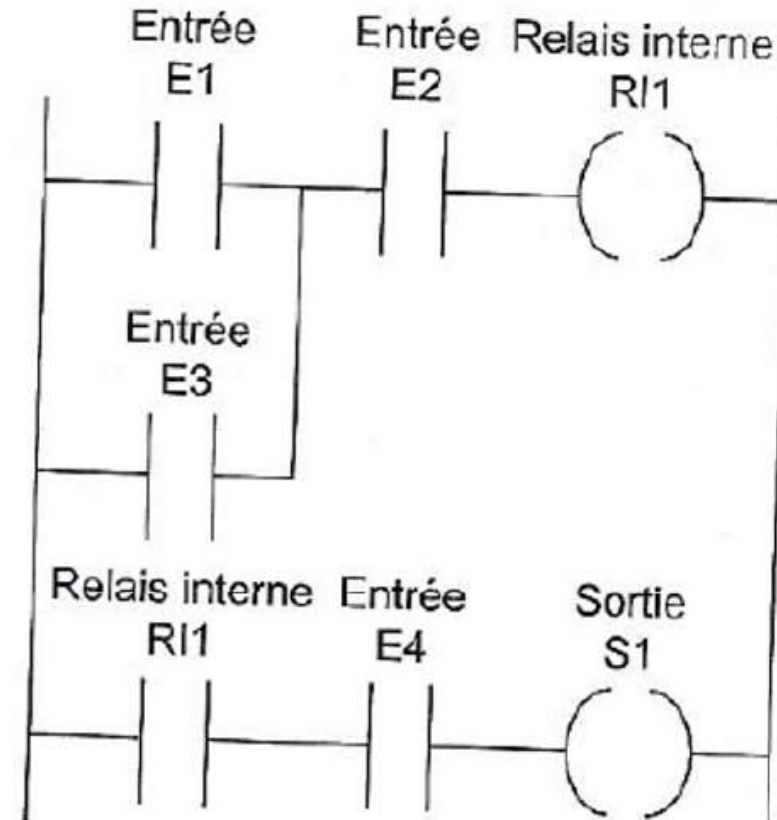 Entrée
E1
Entrée
E2
Relais interne
RI1
Entrée
E3
Relais interne
RI1
Entrée
E4
Sortie
S1